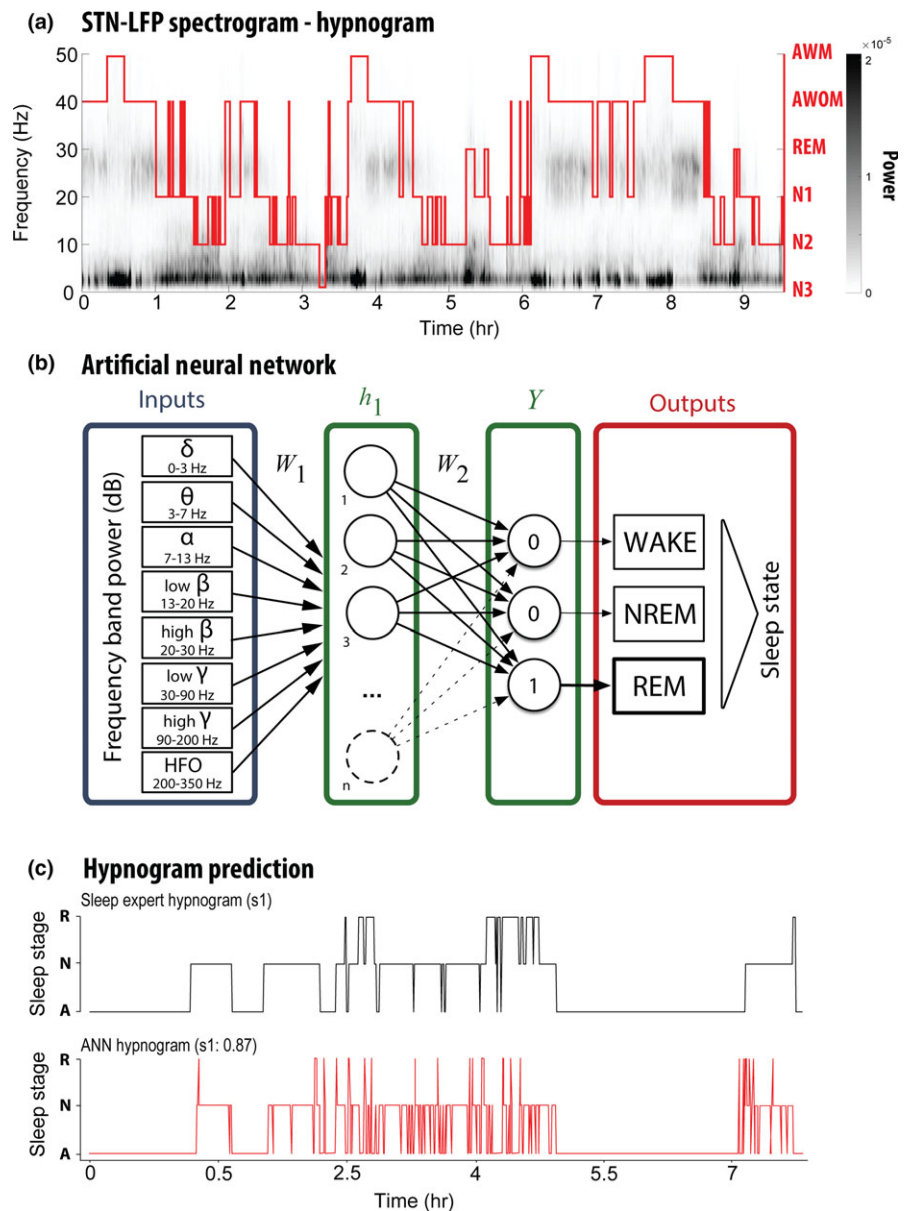 (a) STN-LFP spectrogram - hypnogram
50
40
30
20
10
0
Frequency (Hz)
0 1 2 3 4 5 6 7 8 9
Time (hr)
AWM
AWOM
REM
N1
N2
N3
×10⁻⁵
2
1
0
Power
(b) Artificial neural network
Inputs
h₁
Y
Outputs
Frequency band power (dB)
δ
0-3 Hz
θ
3-7 Hz
α
7-13 Hz
low β
13-20 Hz
high β
20-30 Hz
low γ
30-90 Hz
high γ
90-200 Hz
HFO
200-350 Hz
W₁
1
2
3
...
n
W₂
0
0
1
WAKE
NREM
REM
Sleep state
(c) Hypnogram prediction
Sleep expert hypnogram (s1)
Sleep stage
R
N
A
ANN hypnogram (s1: 0.87)
Sleep stage
R
N
A
0 0.5 2.5 4 5.5 7
Time (hr)